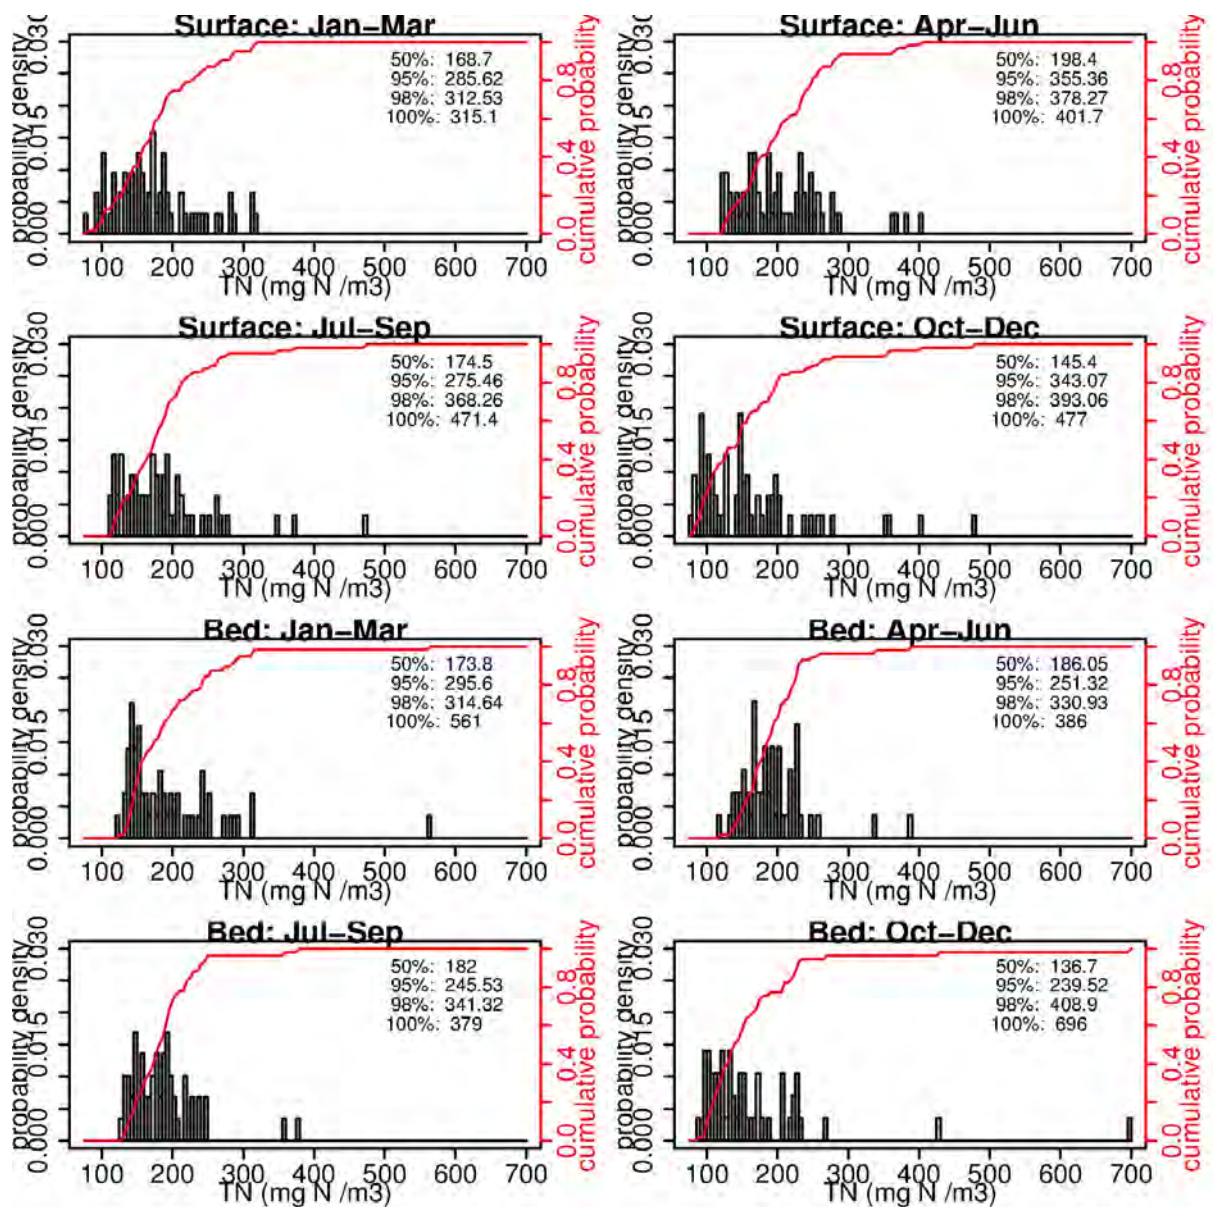 Surface: Jan−Mar
probability density
0.000 0.015 0.030
50%: 168.7
95%: 285.62
98%: 312.53
100%: 315.1
0.0 0.4 0.8
cumulative probability
100 200 300 400 500 600 700
TN (mg N /m3)
Surface: Apr−Jun
probability density
0.000 0.015 0.030
50%: 198.4
95%: 355.36
98%: 378.27
100%: 401.7
0.0 0.4 0.8
cumulative probability
100 200 300 400 500 600 700
TN (mg N /m3)
Surface: Jul−Sep
probability density
0.000 0.015 0.030
50%: 174.5
95%: 275.46
98%: 368.26
100%: 471.4
0.0 0.4 0.8
cumulative probability
100 200 300 400 500 600 700
TN (mg N /m3)
Surface: Oct−Dec
probability density
0.000 0.015 0.030
50%: 145.4
95%: 343.07
98%: 393.06
100%: 477
0.0 0.4 0.8
cumulative probability
100 200 300 400 500 600 700
TN (mg N /m3)
Bed: Jan−Mar
probability density
0.000 0.015 0.030
50%: 173.8
95%: 295.6
98%: 314.64
100%: 561
0.0 0.4 0.8
cumulative probability
100 200 300 400 500 600 700
TN (mg N /m3)
Bed: Apr−Jun
probability density
0.000 0.015 0.030
50%: 186.05
95%: 251.32
98%: 330.93
100%: 386
0.0 0.4 0.8
cumulative probability
100 200 300 400 500 600 700
TN (mg N /m3)
Bed: Jul−Sep
probability density
0.000 0.015 0.030
50%: 182
95%: 245.53
98%: 341.32
100%: 379
0.0 0.4 0.8
cumulative probability
100 200 300 400 500 600 700
TN (mg N /m3)
Bed: Oct−Dec
probability density
0.000 0.015 0.030
50%: 136.7
95%: 239.52
98%: 408.9
100%: 696
0.0 0.4 0.8
cumulative probability
100 200 300 400 500 600 700
TN (mg N /m3)